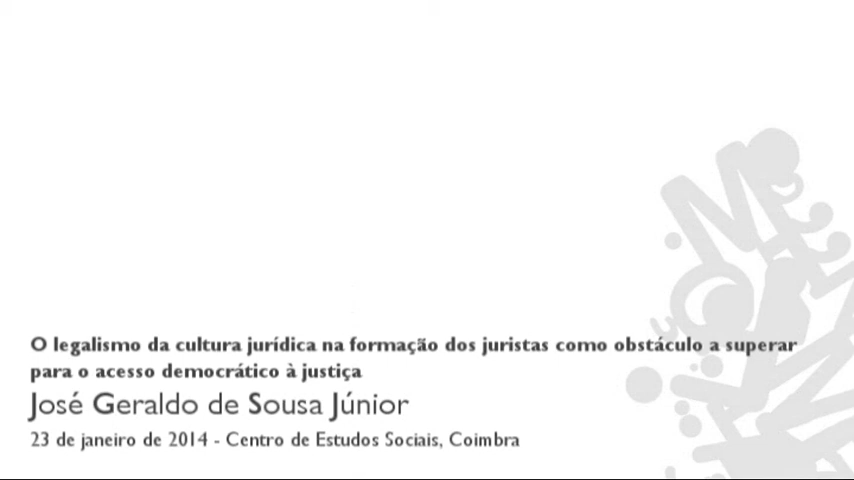 O legalismo da cultura jurídica na formação dos juristas como obstáculo a superar
para o acesso democrático à justiça
José Geraldo de Sousa Júnior
23 de janeiro de 2014 - Centro de Estudos Sociais, Coimbra